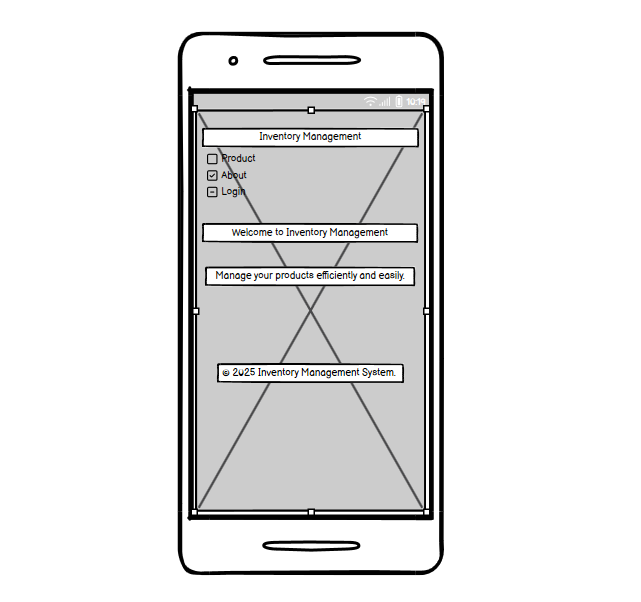 10:13
Inventory Management
Product
About
Login
Welcome to Inventory Management
Manage your products efficiently and easily.
© 2025 Inventory Management System.